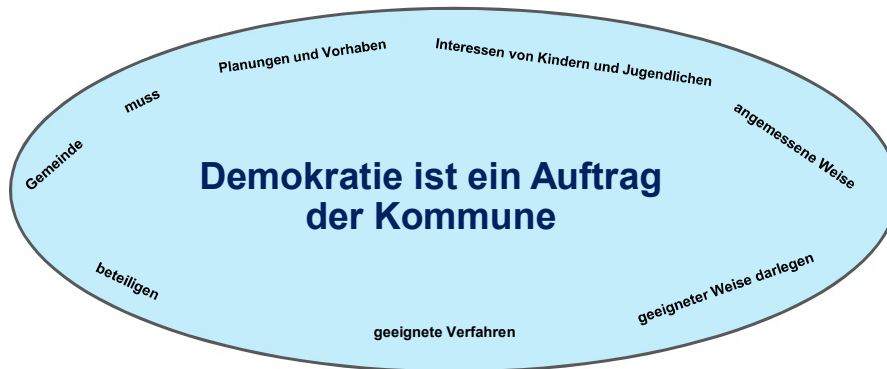 Planungen und Vorhaben
Interessen von Kindern und Jugendlichen
muss
angemessene Weise
Gemeinde
Demokratie ist ein Auftrag
der Kommune
beteiligen
geeigneter Weise darlegen
geeignete Verfahren